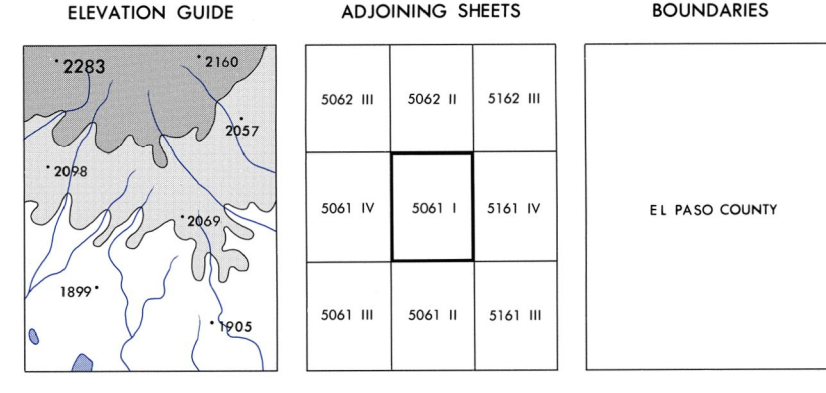 ELEVATION GUIDE
2283
2160
2057
2098
2069
1899
1905
ADJOINING SHEETS
5062 III 5062 II 5162 III
5061 IV 5061 I 5161 IV
5061 III 5061 II 5161 III
BOUNDARIES
EL PASO COUNTY